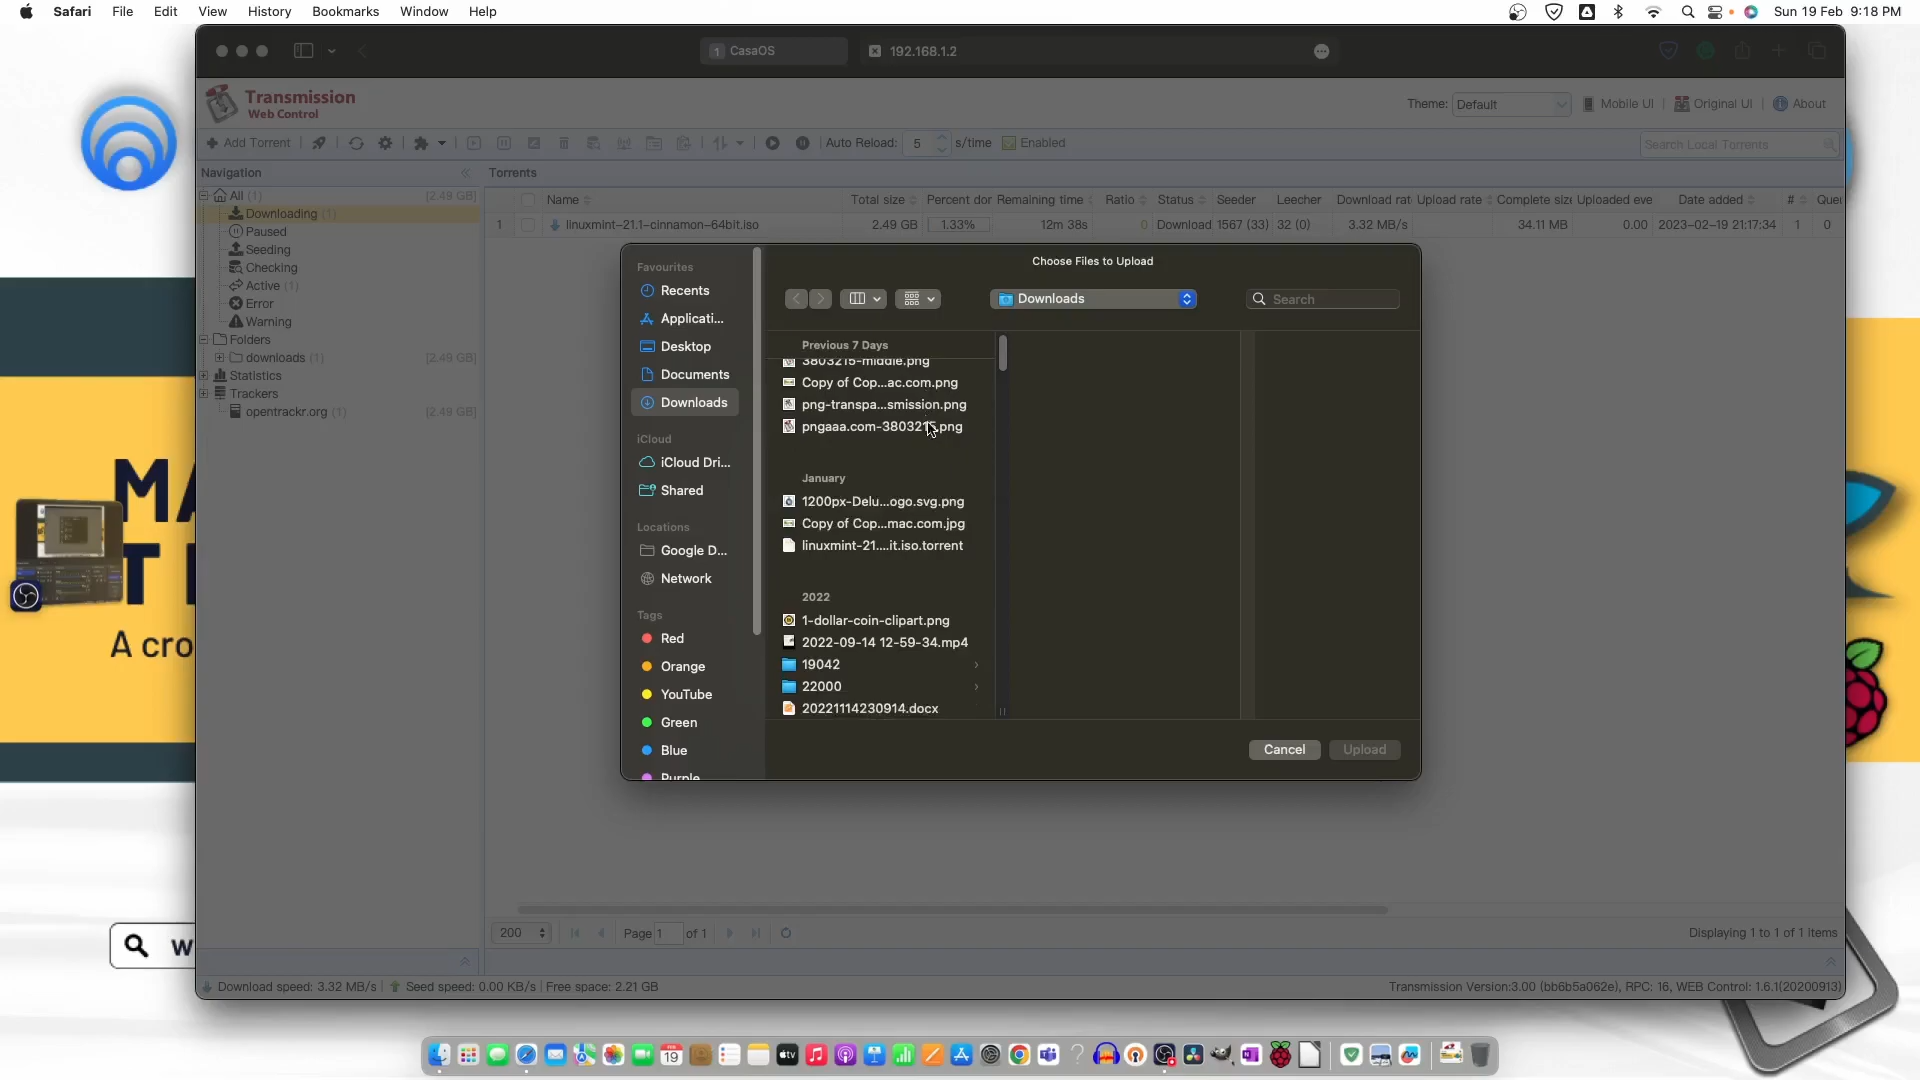 Safari File Edit View History Bookmarks Window Help
Sun 19 Feb 9:18 PM
1 CasaOS
192.168.1.2
Transmission
Web Control
Theme: Default
Mobile UI | Original UI | About
Add Torrent
Auto Reload: 5 s/time Enabled
Search Local Torrents
Navigation
Torrents
All (1) [2.49 GB]
Downloading (1)
Paused
Seeding
Checking
Active (1)
Error
Warning
Folders
downloads (1) [2.49 GB]
Statistics
Trackers
opentrackr.org (1) [2.49 GB]
Name Total size Percent dor Remaining time Ratio Status Seeder Leecher Download rat Upload rate Complete size Uploaded eve Date added # Queu
1 linuxmint-21.1-cinnamon-64bit.iso 2.49 GB 1.33% 12m 38s 0 Download 1567 (33) 32 (0) 3.32 MB/s 34.11 MB 0.00 2023-02-19 21:17:34 1 0
Choose Files to Upload
Downloads
Search
Favourites
Recents
Applicati...
Desktop
Documents
Downloads
iCloud
iCloud Dri...
Shared
Locations
Google D...
Network
Tags
Red
Orange
YouTube
Green
Blue
Purple
Previous 7 Days
3803215-middle.png
Copy of Cop...ac.com.png
png-transpa...smission.png
pngaaa.com-3803215.png
January
1200px-Delu...ogo.svg.png
Copy of Cop...mac.com.jpg
linuxmint-21....it.iso.torrent
2022
1-dollar-coin-clipart.png
2022-09-14 12-59-34.mp4
19042
22000
20221114230914.docx
Cancel Upload
MA
T
A cro
W
200 Page 1 of 1
Displaying 1 to 1 of 1 items
Download speed: 3.32 MB/s | Seed speed: 0.00 KB/s | Free space: 2.21 GB
Transmission Version:3.00 (bb6b5a062e), RPC: 16, WEB Control: 1.6.1(20200913)
FEB
19
tv